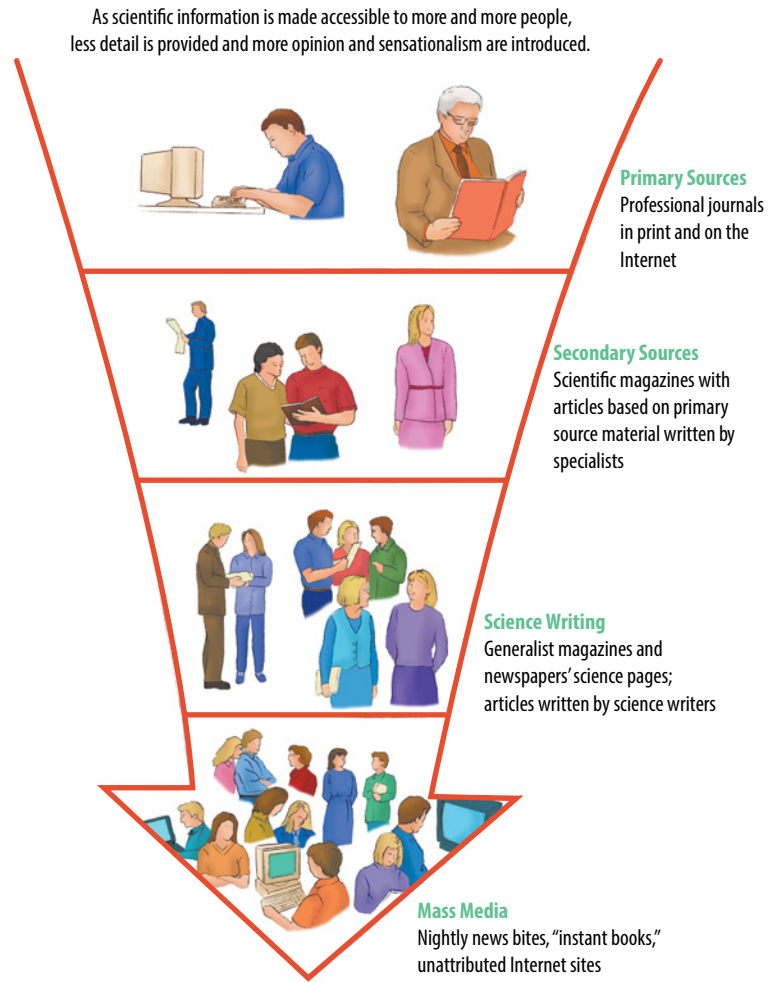 As scientific information is made accessible to more and more people,
less detail is provided and more opinion and sensationalism are introduced.
Primary Sources
Professional journals
in print and on the
Internet
Secondary Sources
Scientific magazines with
articles based on primary
source material written by
specialists
Science Writing
Generalist magazines and
newspapers’ science pages;
articles written by science writers
Mass Media
Nightly news bites, “instant books,”
unattributed Internet sites